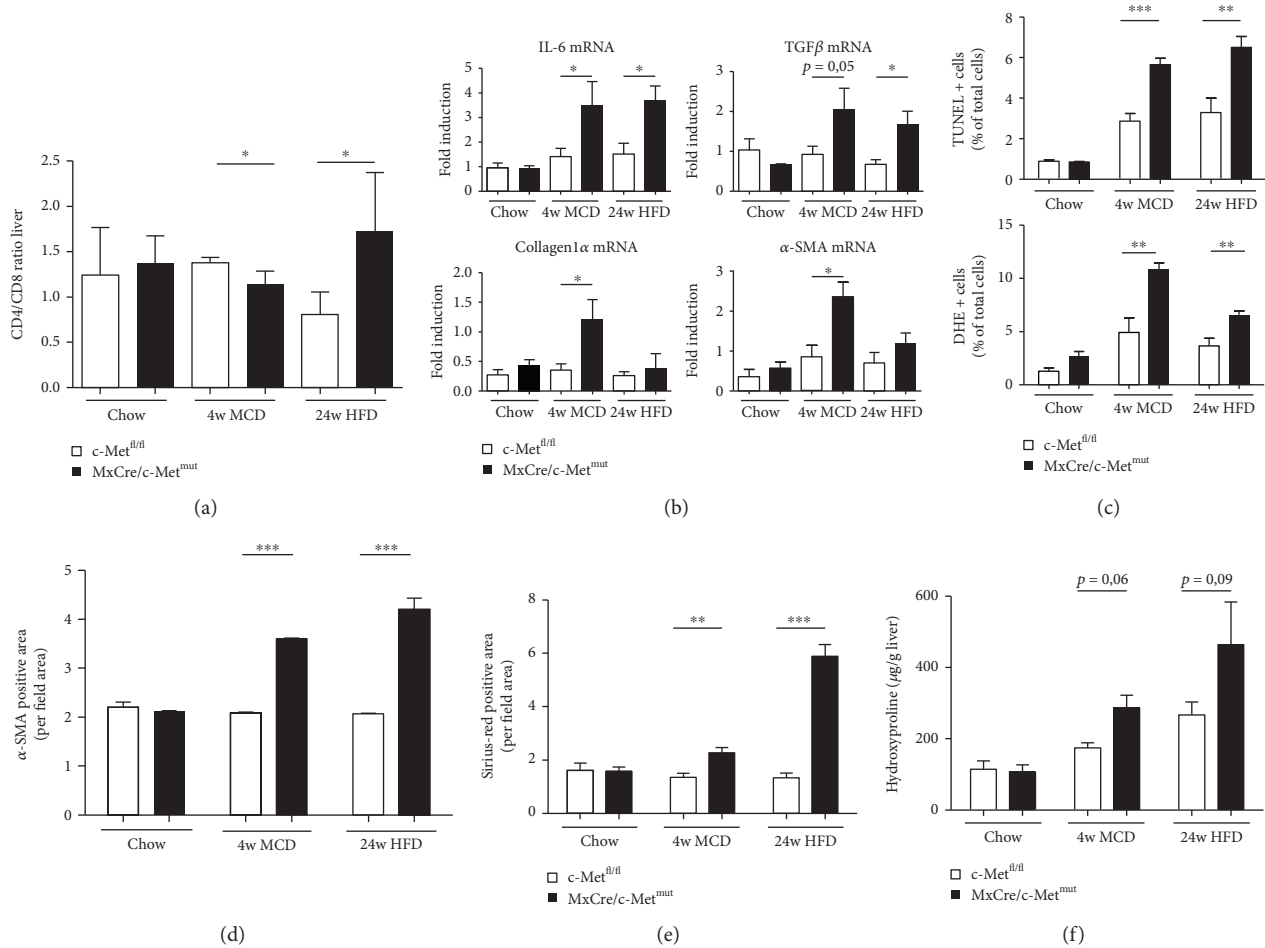 CD4/CD8 ratio liver
2.5
2.0
1.5
1.0
0.5
0.0
*
*
Chow
4w MCD
24w HFD
c-Met^fl/fl
MxCre/c-Met^mut
(a)
IL-6 mRNA
Fold induction
5
4
3
2
1
0
*
*
Chow
4w MCD
24w HFD
TGFβ mRNA
p = 0,05
*
Fold induction
3
2
1
0
Chow
4w MCD
24w HFD
Collagen1α mRNA
Fold induction
2.0
1.5
1.0
0.5
0.0
*
Chow
4w MCD
24w HFD
α-SMA mRNA
Fold induction
3
2
1
0
*
Chow
4w MCD
24w HFD
c-Met^fl/fl
MxCre/c-Met^mut
(b)
TUNEL + cells
(% of total cells)
8
6
4
2
0
***
**
Chow
4w MCD
24w HFD
DHE + cells
(% of total cells)
15
10
5
0
**
**
Chow
4w MCD
24w HFD
c-Met^fl/fl
MxCre/c-Met^mut
(c)
α-SMA positive area
(per field area)
5
4
3
2
1
0
***
***
Chow
4w MCD
24w HFD
(d)
Sirius-red positive area
(per field area)
8
6
4
2
0
**
***
Chow
4w MCD
24w HFD
c-Met^fl/fl
MxCre/c-Met^mut
(e)
Hydroxyproline (μg/g liver)
600
400
200
100
0
p = 0,06
p = 0,09
Chow
4w MCD
24w HFD
c-Met^fl/fl
MxCre/c-Met^mut
(f)